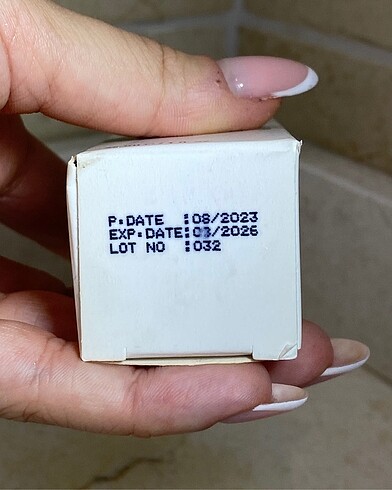 P.DATE :08/2023
EXP.DATE:
LOT NO :032